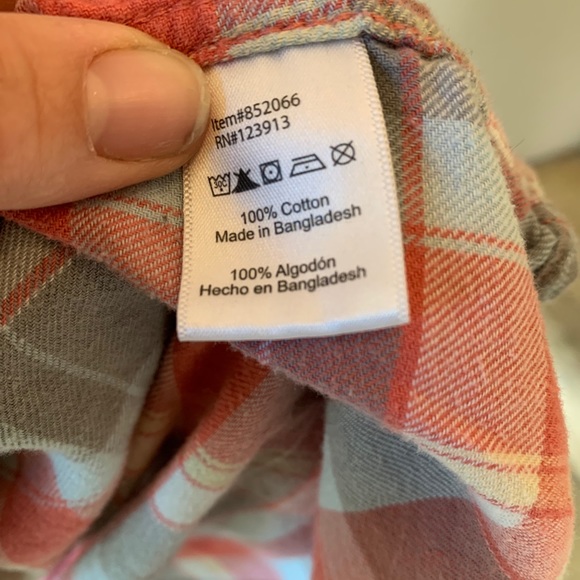 Item#852066
RN#123913
100% Cotton
Made in Bangladesh
100% Algodón
Hecho en Bangladesh